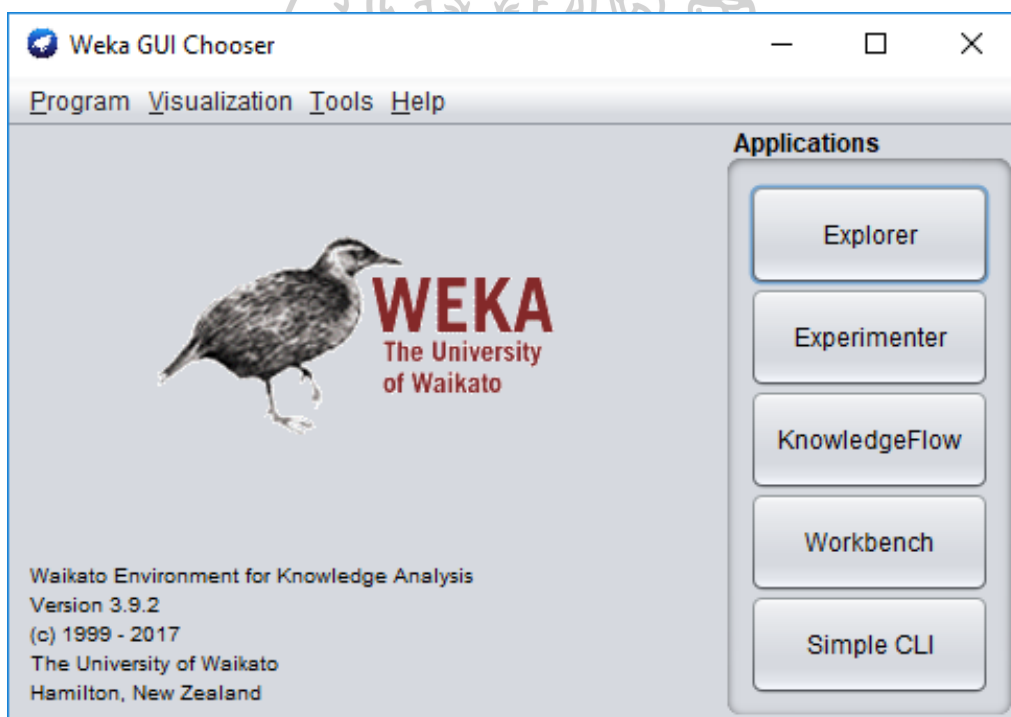 Weka GUI Chooser
Program Visualization Tools Help
Applications
Explorer
Experimenter
KnowledgeFlow
Workbench
Simple CLI
WEKA
The University
of Waikato
Waikato Environment for Knowledge Analysis
Version 3.9.2
(c) 1999 - 2017
The University of Waikato
Hamilton, New Zealand